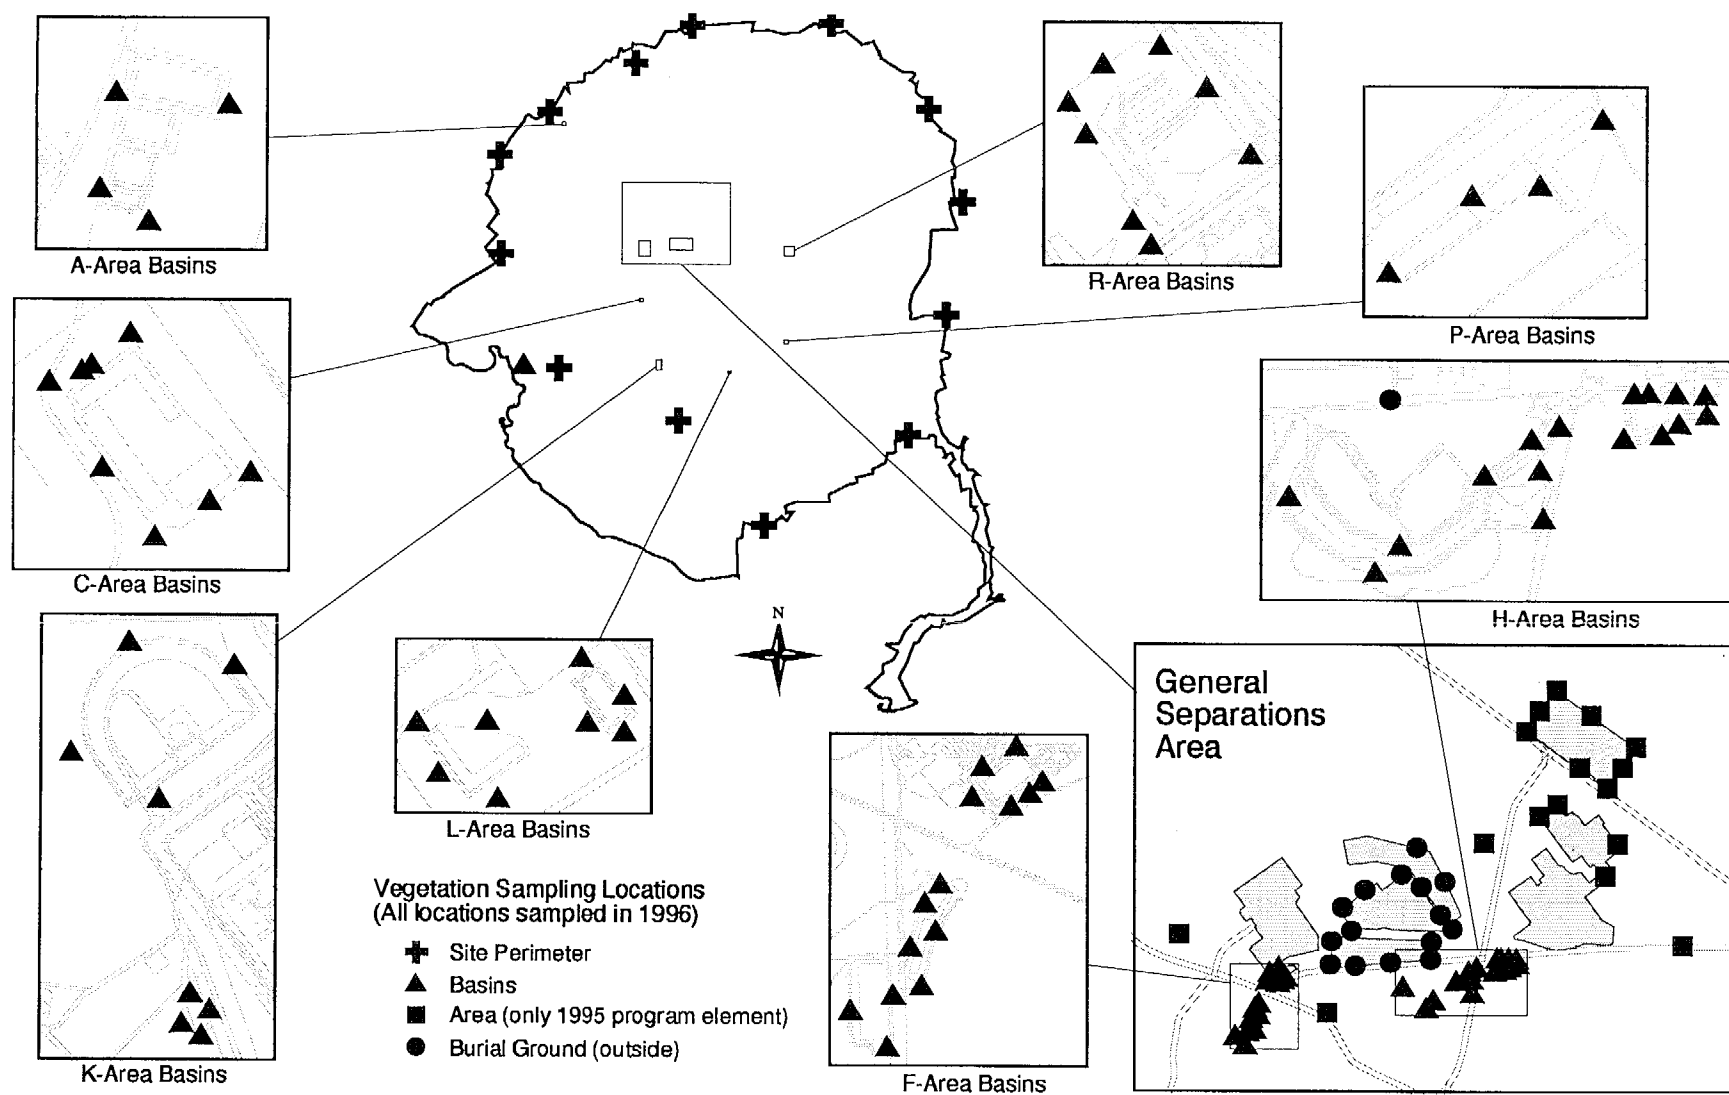 A-Area Basins
R-Area Basins
P-Area Basins
C-Area Basins
H-Area Basins
N
General
Separations
Area
L-Area Basins
Vegetation Sampling Locations
(All locations sampled in 1996)
Site Perimeter
Basins
Area (only 1995 program element)
Burial Ground (outside)
K-Area Basins
F-Area Basins